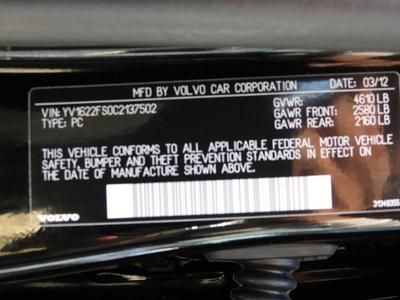 MFD BY VOLVO CAR CORPORATION DATE: 03/12
VIN: YV1622FS0C2137502 GVWR: 4610 LB
TYPE: PC GAWR FRONT: 2580 LB
GAWR REAR: 2160 LB
THIS VEHICLE CONFORMS TO ALL APPLICABLE FEDERAL MOTOR VEHICLE
SAFETY, BUMPER AND THEFT PREVENTION STANDARDS IN EFFECT ON
THE DATE OF MANUFACTURE SHOWN ABOVE.
VOLVO 31349355